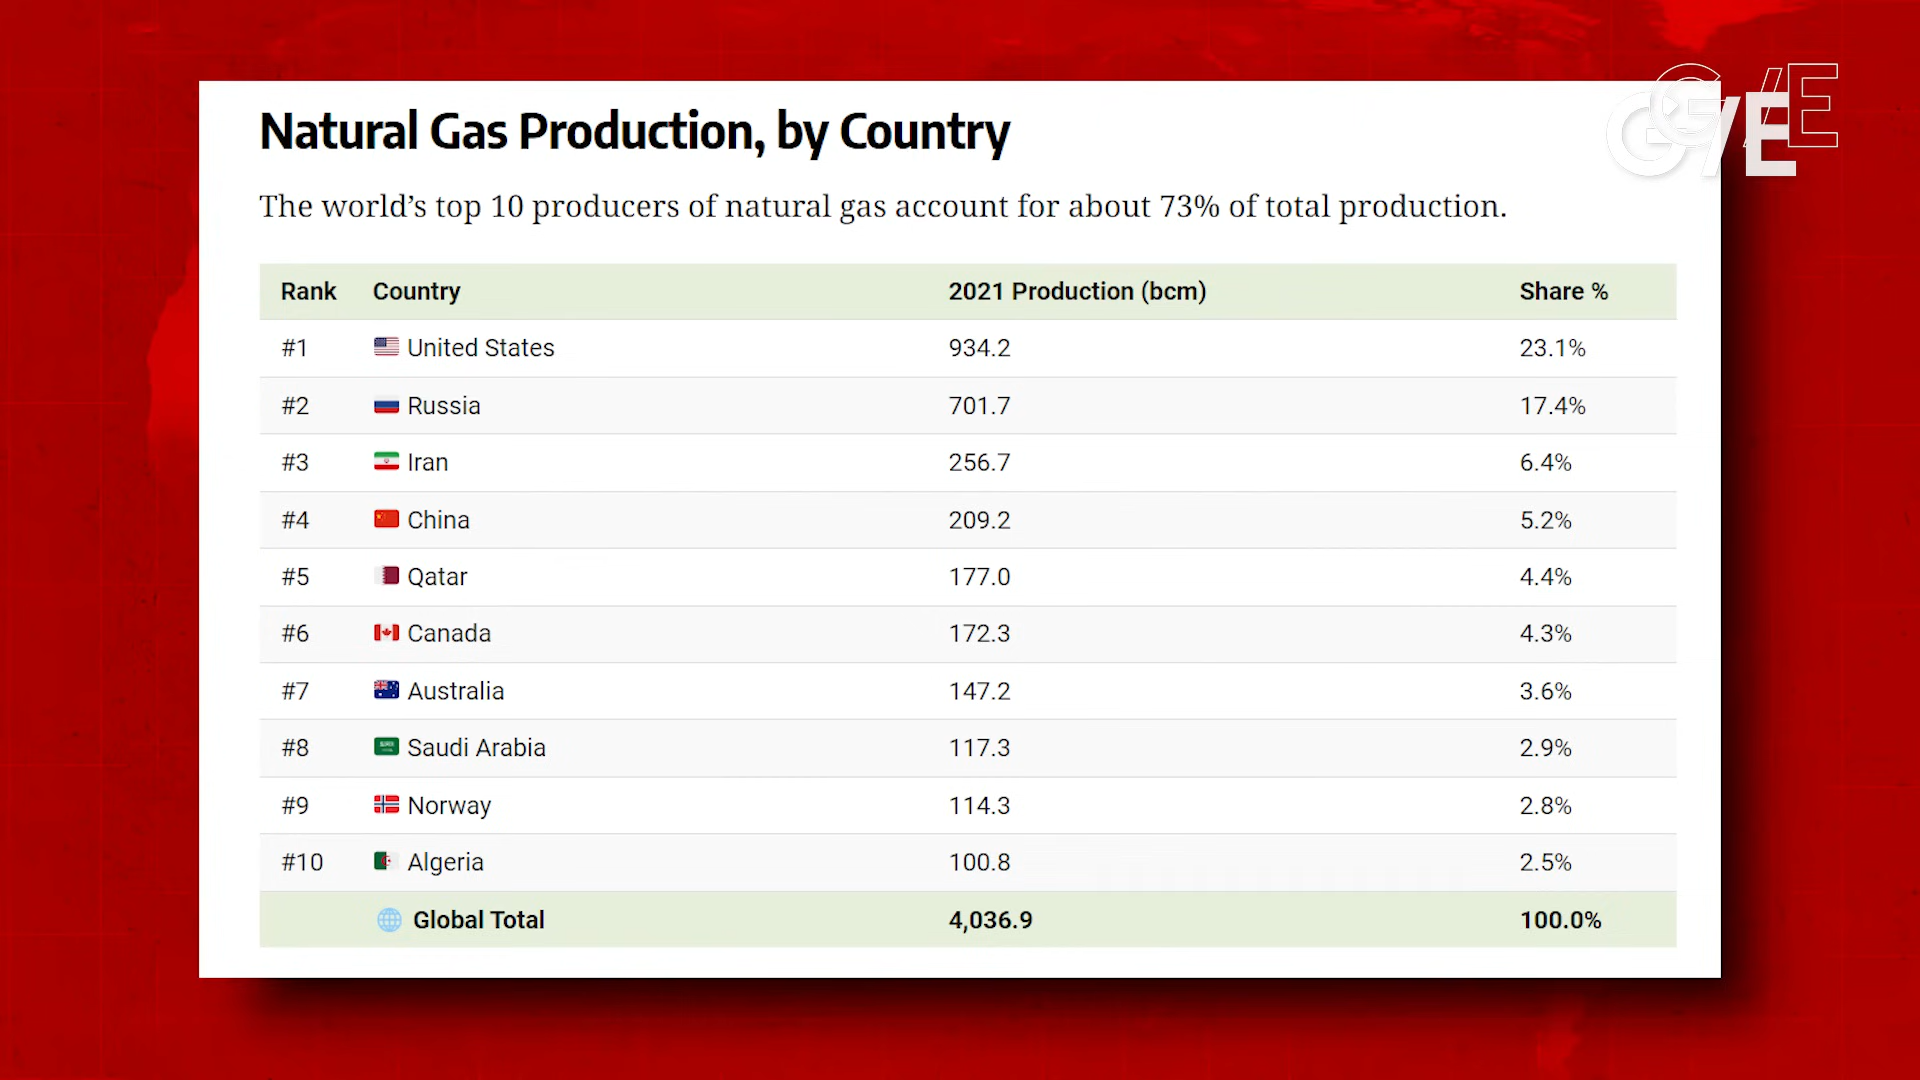 Natural Gas Production, by Country
The world’s top 10 producers of natural gas account for about 73% of total production.
Rank Country 2021 Production (bcm) Share %
#1 United States 934.2 23.1%
#2 Russia 701.7 17.4%
#3 Iran 256.7 6.4%
#4 China 209.2 5.2%
#5 Qatar 177.0 4.4%
#6 Canada 172.3 4.3%
#7 Australia 147.2 3.6%
#8 Saudi Arabia 117.3 2.9%
#9 Norway 114.3 2.8%
#10 Algeria 100.8 2.5%
Global Total 4,036.9 100.0%